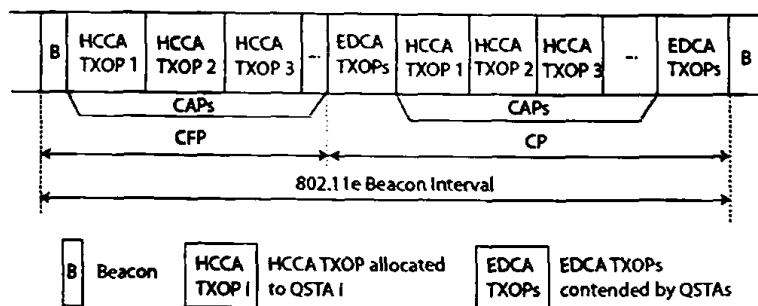 B HCCA TXOP 1 HCCA TXOP 2 HCCA TXOP 3 ... EDCA TXOPs HCCA TXOP 1 HCCA TXOP 2 HCCA TXOP 3 ... EDCA TXOPs B
CAPs CAPs
CFP CP
802.11e Beacon Interval
B Beacon HCCA TXOP i HCCA TXOP allocated to QSTA i EDCA TXOPs EDCA TXOPs contended by QSTAs